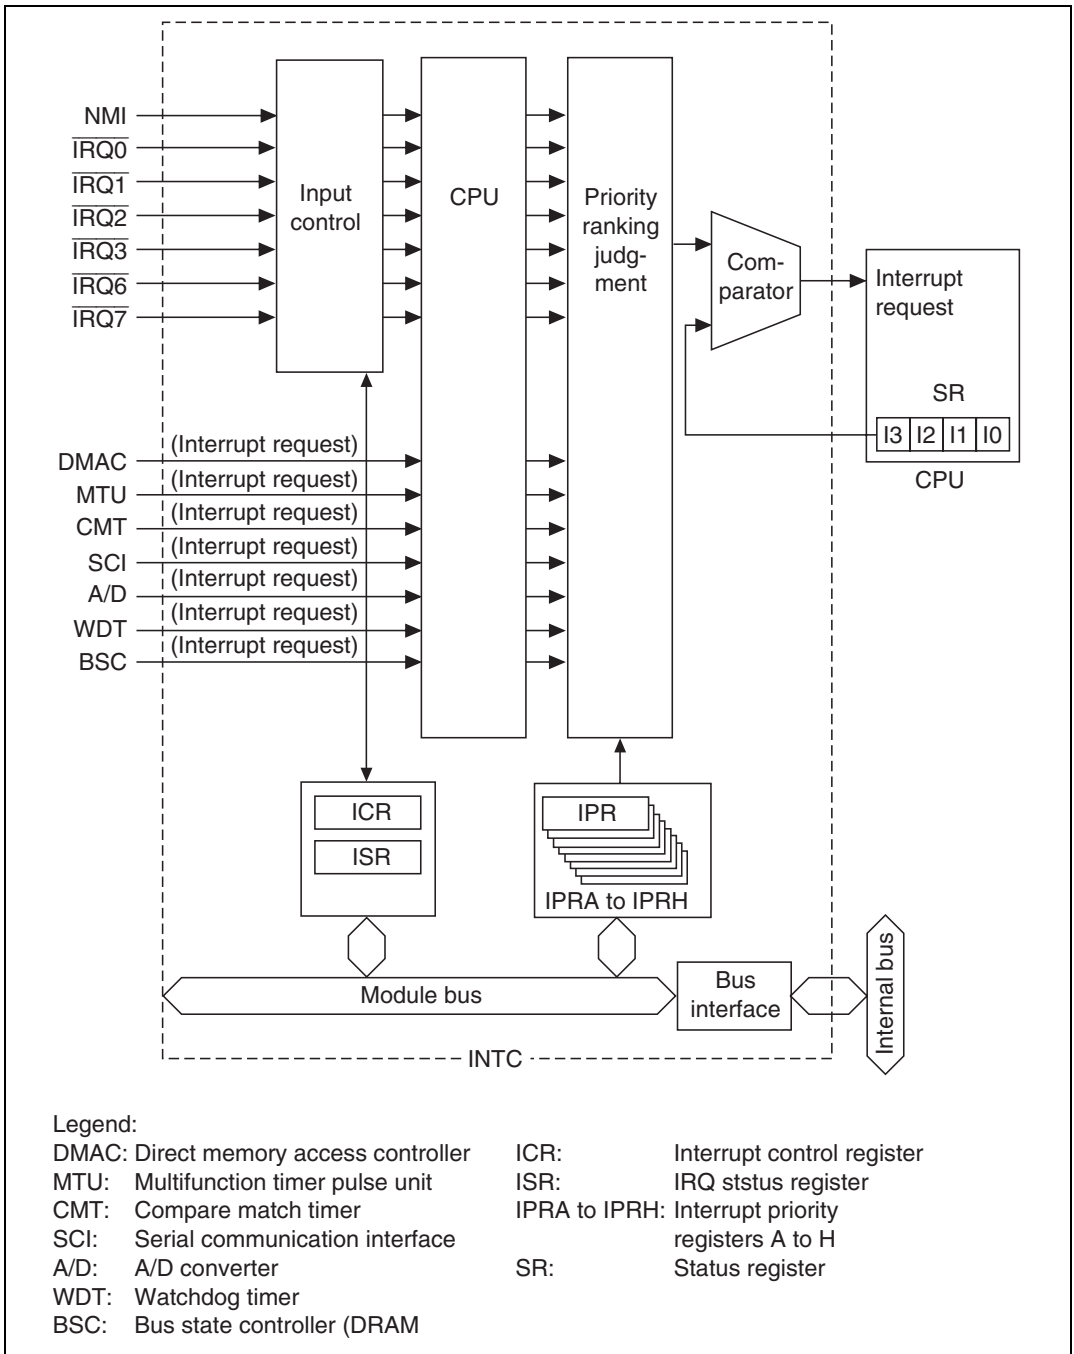 NMI
IRQ0
IRQ1
IRQ2
IRQ3
IRQ6
IRQ7
Input
control
CPU
Priority
ranking
judg-
ment
Com-
parator
Interrupt
request
SR
I3 I2 I1 I0
CPU
DMAC (Interrupt request)
MTU (Interrupt request)
CMT (Interrupt request)
SCI (Interrupt request)
A/D (Interrupt request)
WDT (Interrupt request)
BSC (Interrupt request)
ICR
ISR
IPR
IPRA to IPRH
Module bus
Bus
interface
Internal bus
INTC
Legend:
DMAC: Direct memory access controller
MTU: Multifunction timer pulse unit
CMT: Compare match timer
SCI: Serial communication interface
A/D: A/D converter
WDT: Watchdog timer
BSC: Bus state controller (DRAM
ICR: Interrupt control register
ISR: IRQ ststus register
IPRA to IPRH: Interrupt priority
registers A to H
SR: Status register